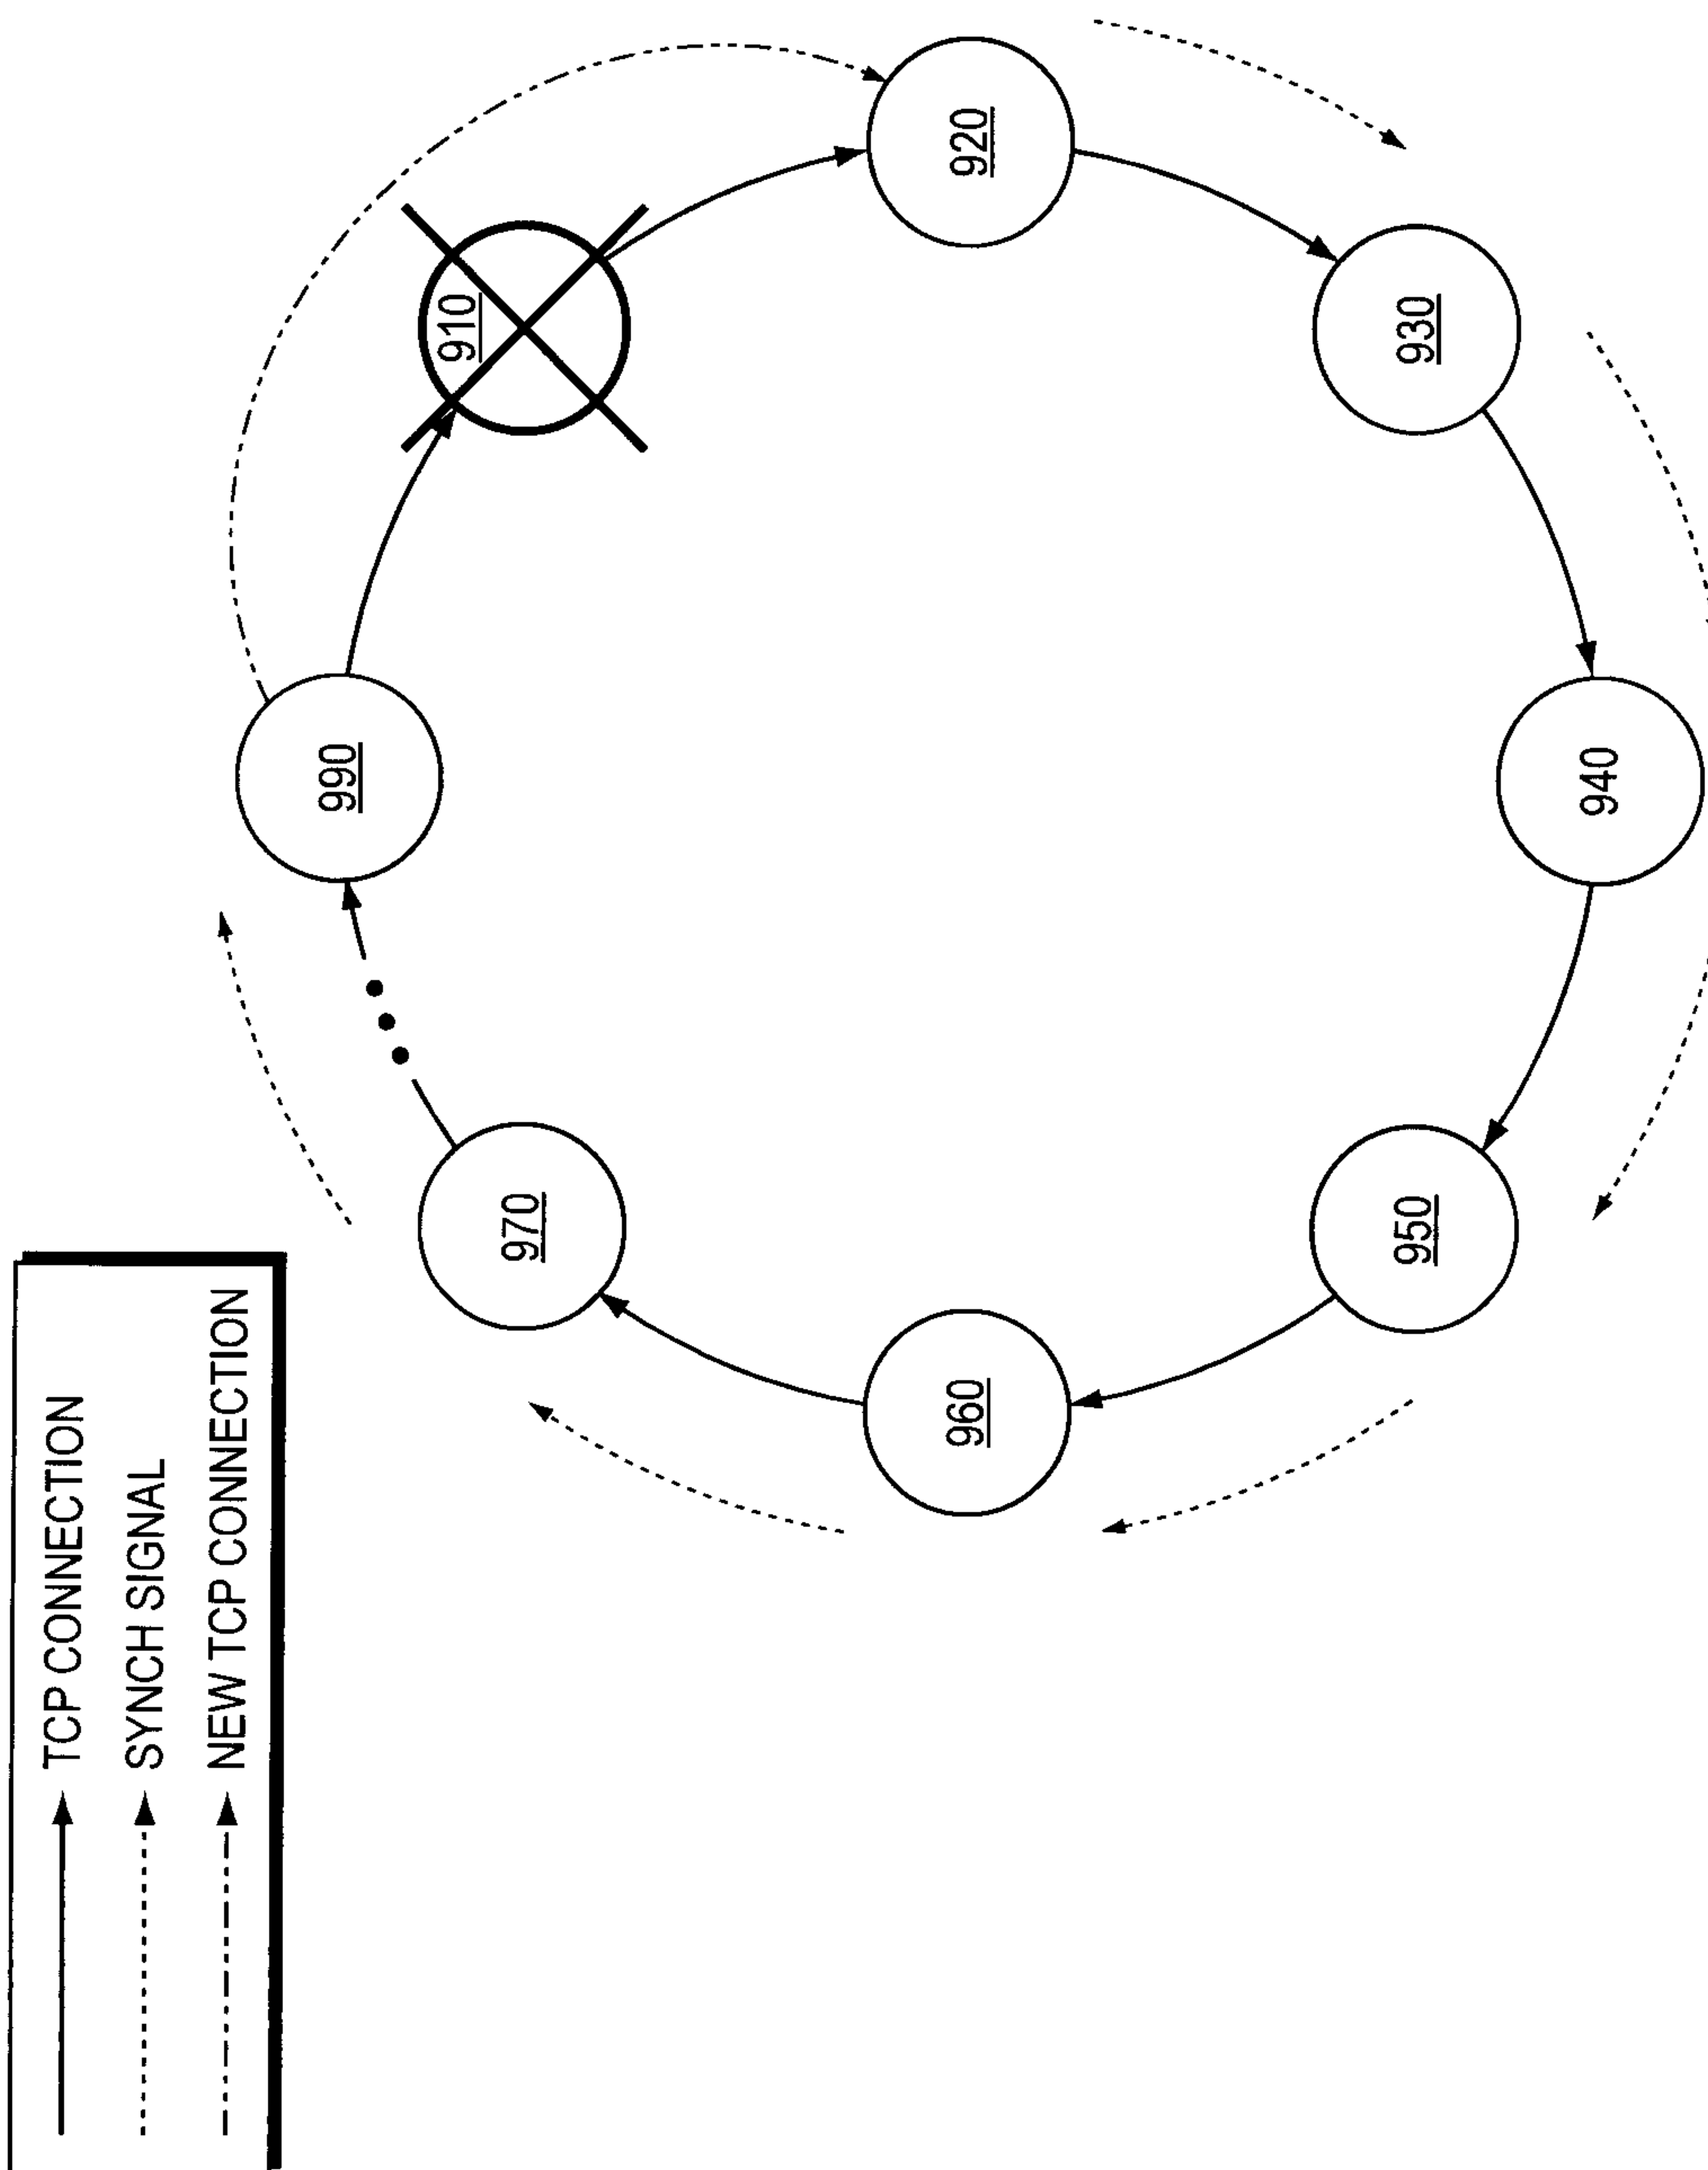 TCP CONNECTION
SYNCH SIGNAL
NEW TCP CONNECTION
910
920
930
940
950
960
970
990